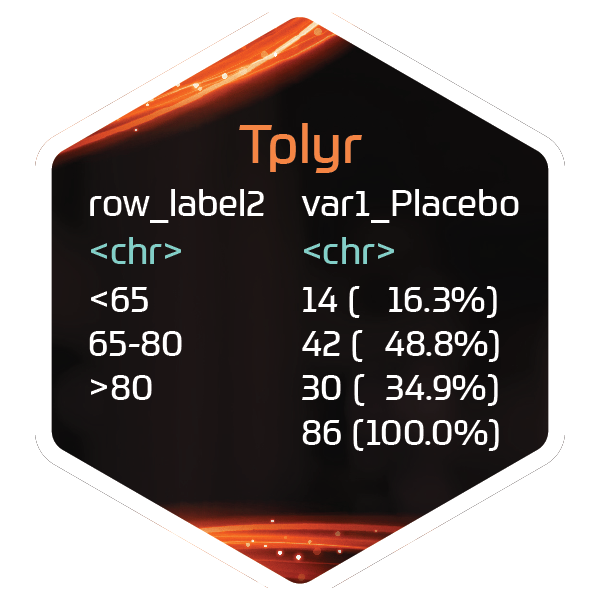 Tplyr
row_label2 var1_Placebo
<chr> <chr>
<65 14 (  16.3%)
65-80 42 (  48.8%)
>80 30 (  34.9%)
86 (100.0%)